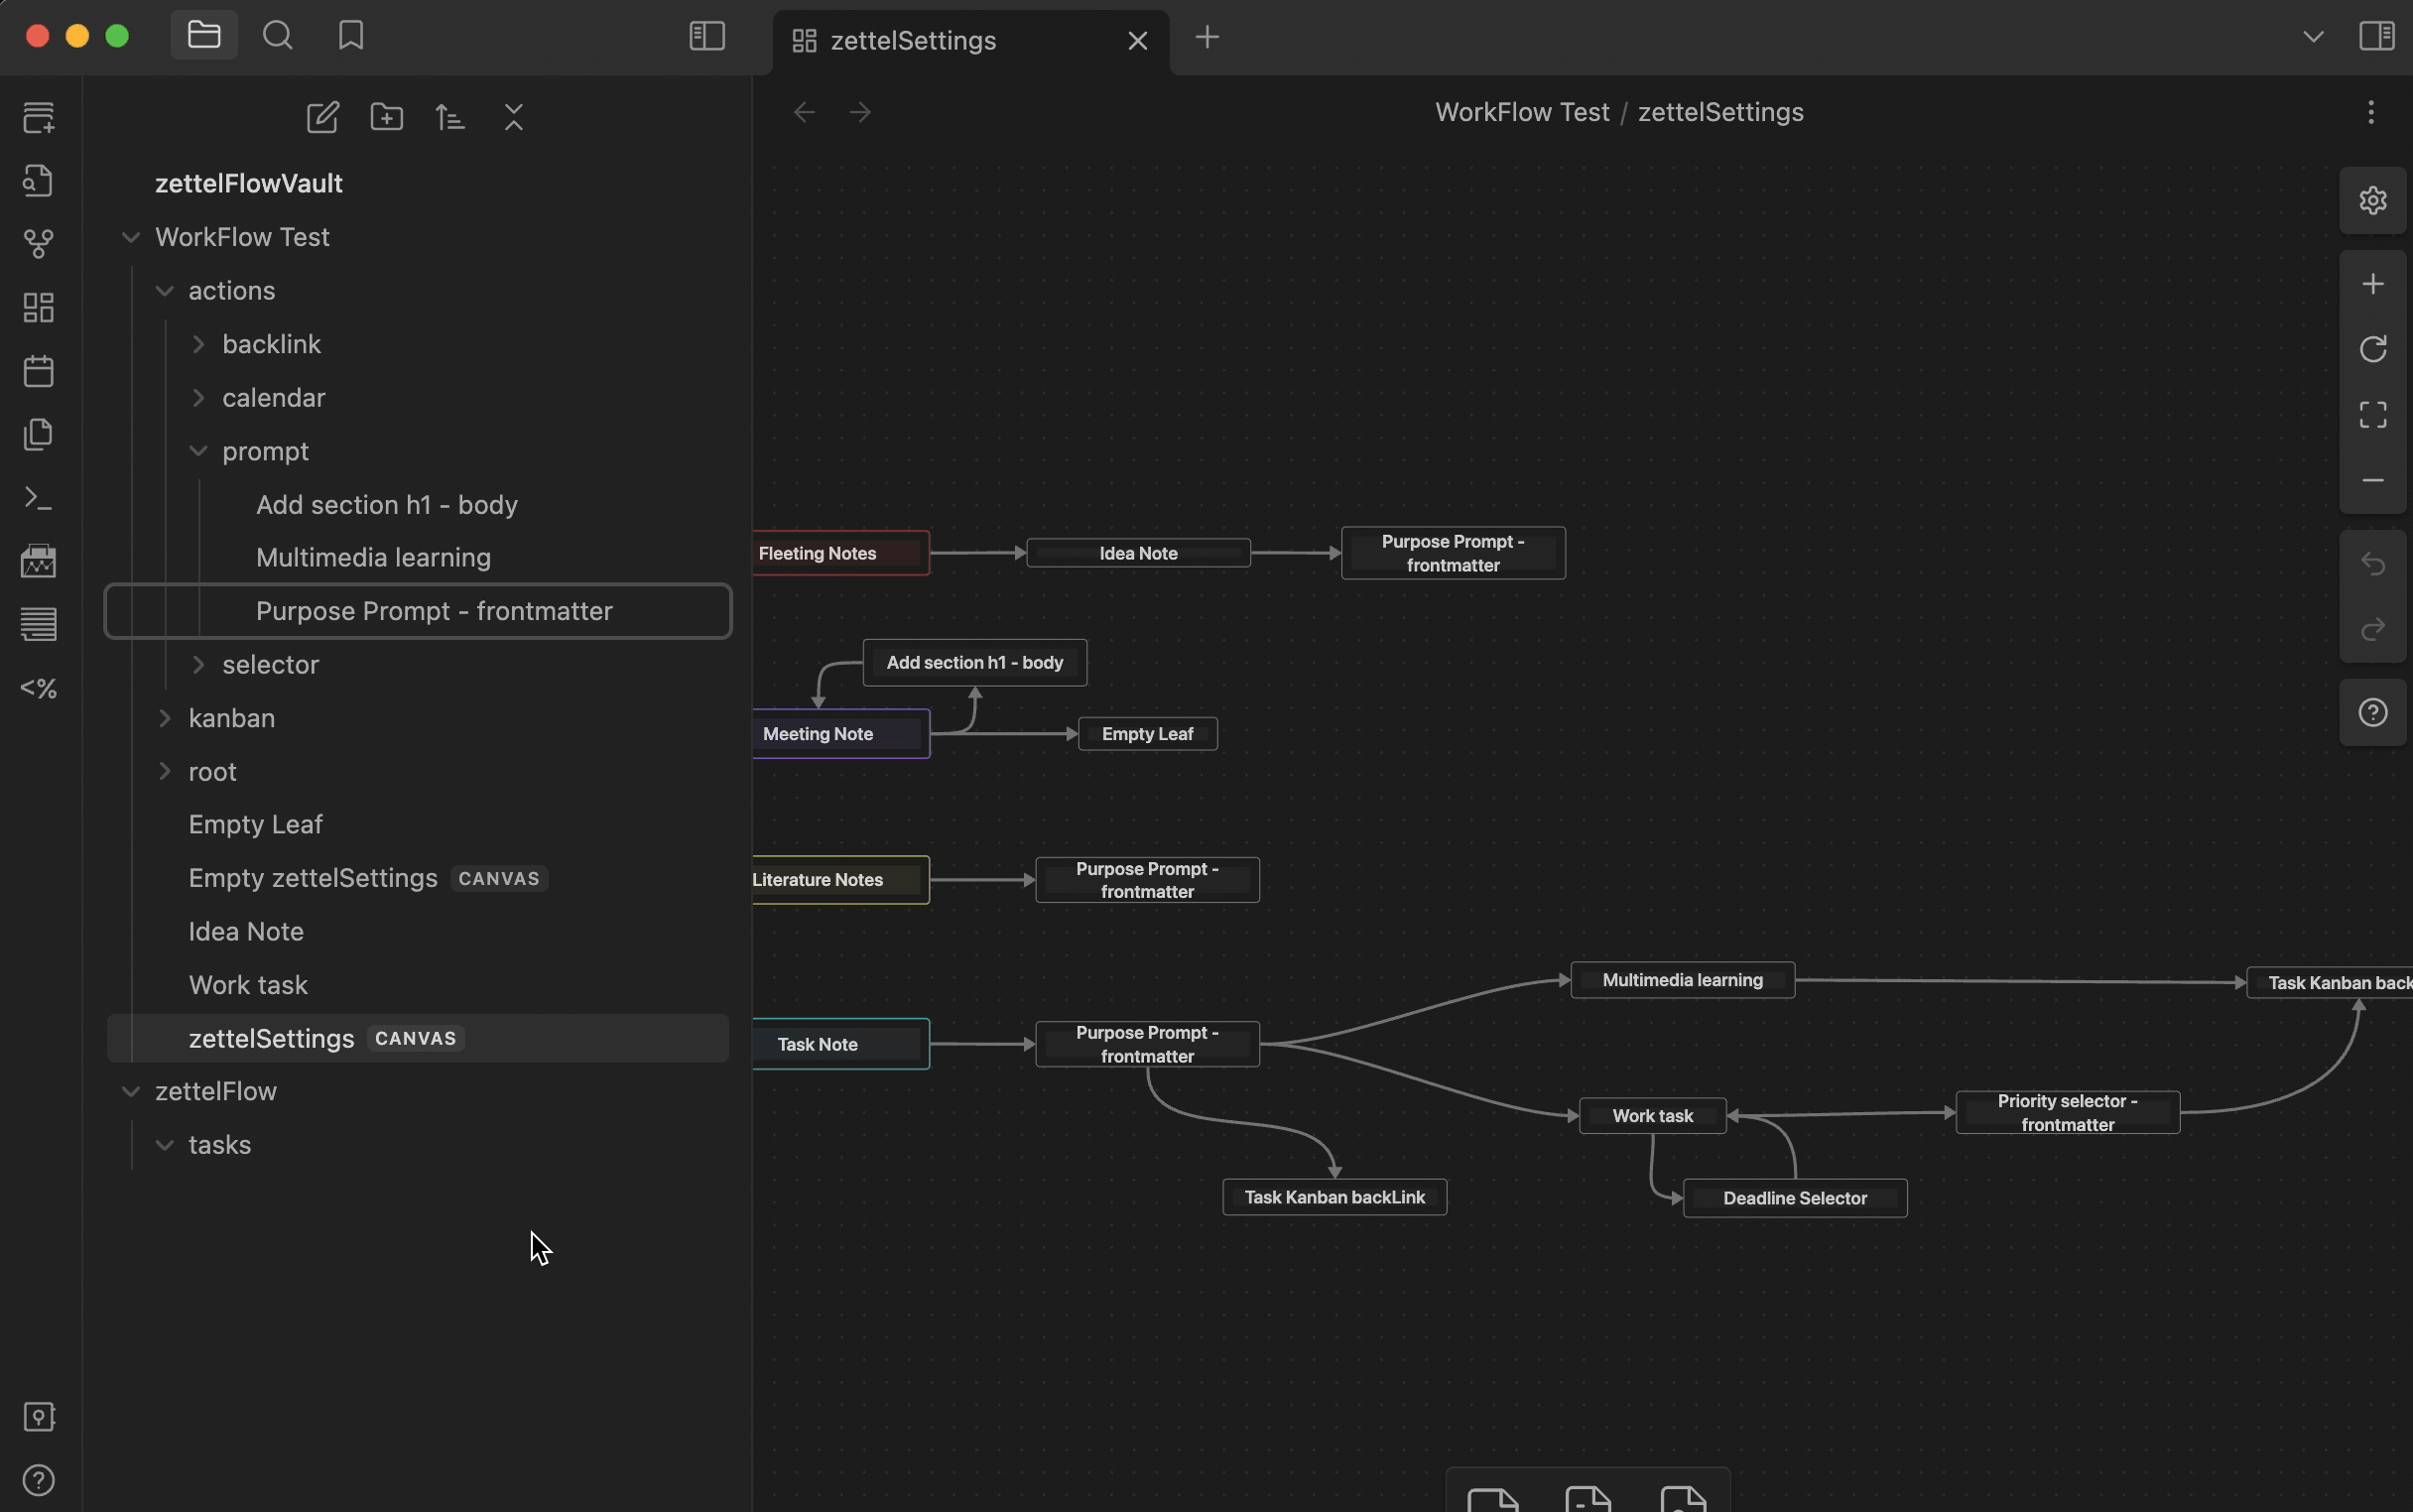 zettelSettings
WorkFlow Test / zettelSettings
zettelFlowVault
WorkFlow Test
actions
backlink
calendar
prompt
Add section h1 - body
Multimedia learning
Purpose Prompt - frontmatter
selector
kanban
root
Empty Leaf
Empty zettelSettings CANVAS
Idea Note
Work task
zettelSettings CANVAS
zettelFlow
tasks
<%
Fleeting Notes
Idea Note
Purpose Prompt -
frontmatter
Add section h1 - body
Meeting Note
Empty Leaf
Literature Notes
Purpose Prompt -
frontmatter
Task Note
Purpose Prompt -
frontmatter
Multimedia learning
Task Kanban back
Work task
Priority selector -
frontmatter
Task Kanban backLink
Deadline Selector